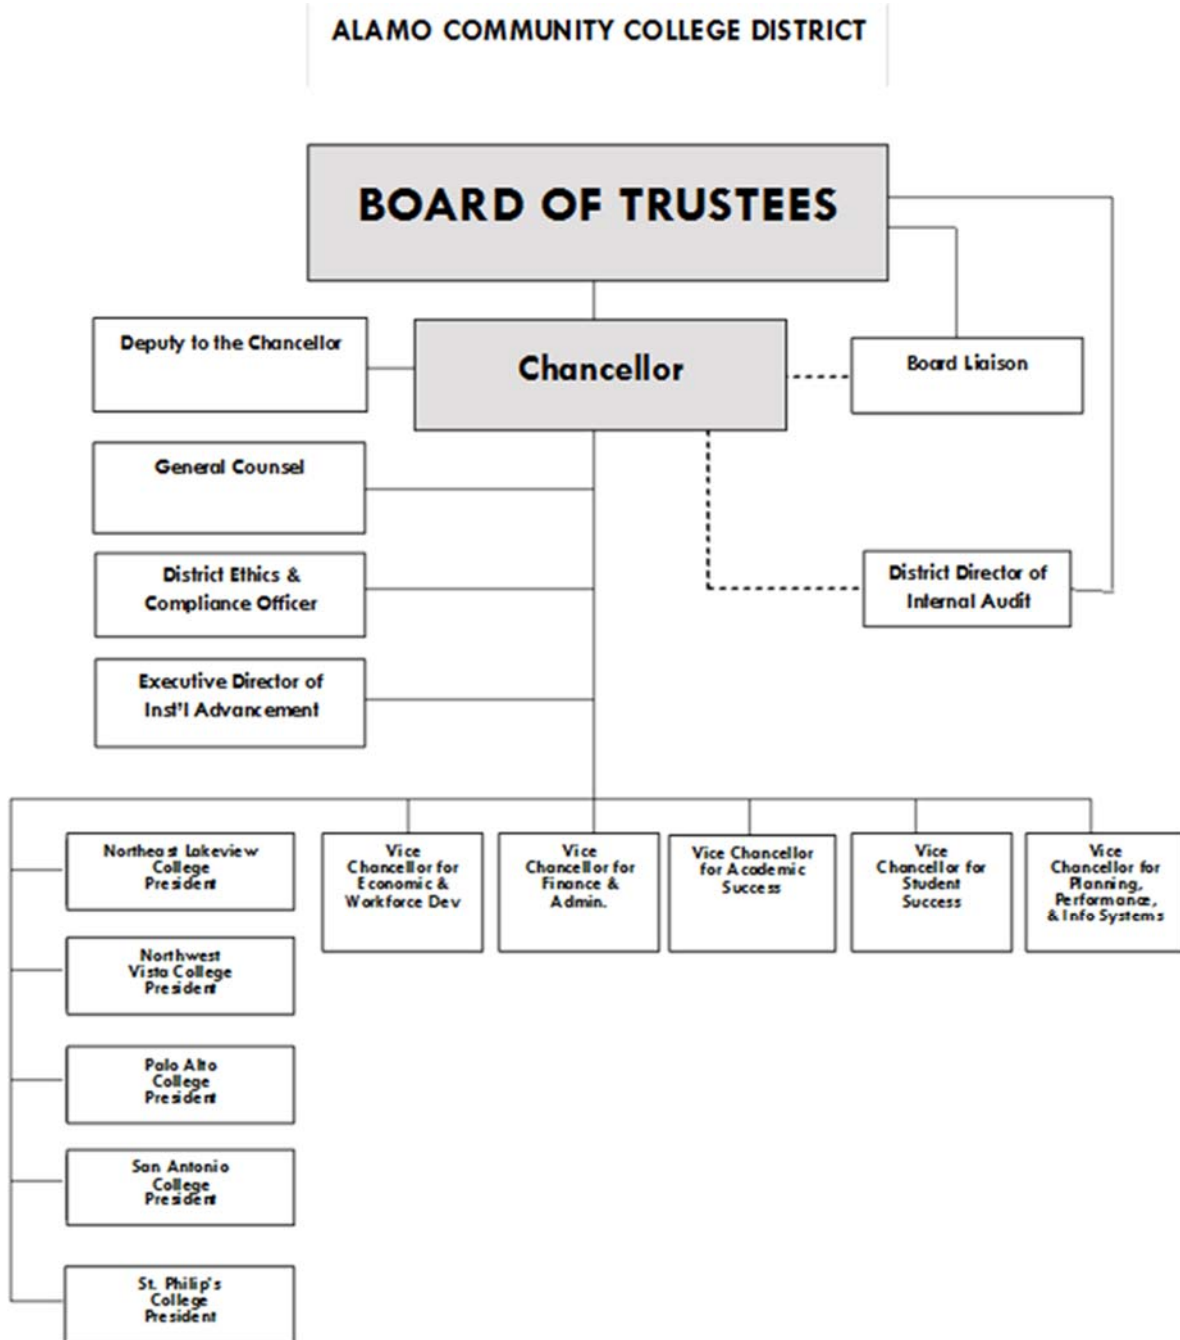 ALAMO COMMUNITY COLLEGE DISTRICT
BOARD OF TRUSTEES
Deputy to the Chancellor
Chancellor
Board Liaison
General Counsel
District Ethics &
Compliance Officer
District Director of
Internal Audit
Executive Director of
Inst'l Advancement
Northeast Lakeview
College
President
Vice
Chancellor for
Economic &
Workforce Dev
Vice
Chancellor for
Finance &
Admin.
Vice Chancellor
for Academic
Success
Vice
Chancellor for
Student
Success
Vice
Chancellor for
Planning,
Performance,
& Info Systems
Northwest
Vista College
President
Palo Alto
College
President
San Antonio
College
President
St. Philip's
College
President